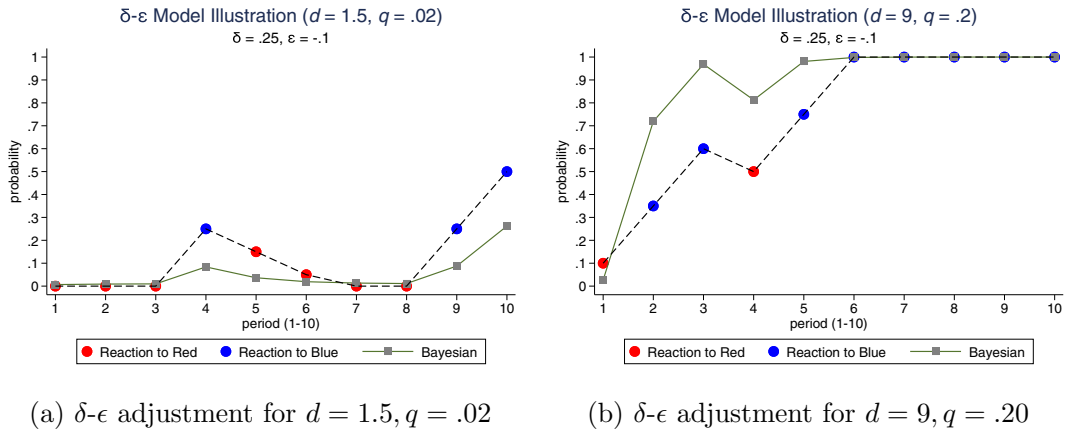 δ-ε Model Illustration (d = 1.5, q = .02)
δ = .25, ε = -.1
probability
1
.9
.8
.7
.6
.5
.4
.3
.2
.1
0
1 2 3 4 5 6 7 8 9 10
period (1-10)
Reaction to Red Reaction to Blue Bayesian
(a) δ-ϵ adjustment for d = 1.5, q = .02
δ-ε Model Illustration (d = 9, q = .2)
δ = .25, ε = -.1
probability
1
.9
.8
.7
.6
.5
.4
.3
.2
.1
0
1 2 3 4 5 6 7 8 9 10
period (1-10)
Reaction to Red Reaction to Blue Bayesian
(b) δ-ϵ adjustment for d = 9, q = .20